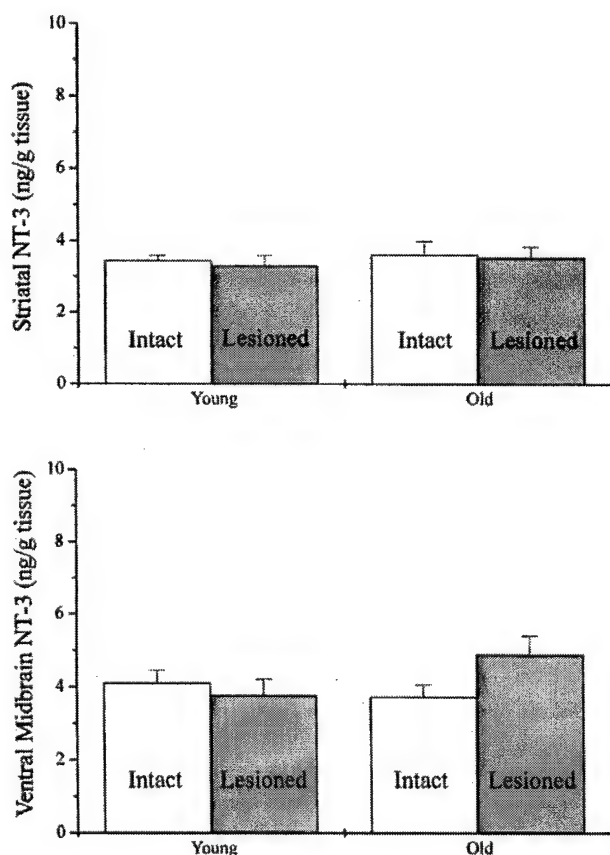 Striatal NT-3 (ng/g tissue)
10
8
6
4
2
0
Intact
Lesioned
Intact
Lesioned
Young
Old
Ventral Midbrain NT-3 (ng/g tissue)
10
8
6
4
2
0
Intact
Lesioned
Intact
Lesioned
Young
Old